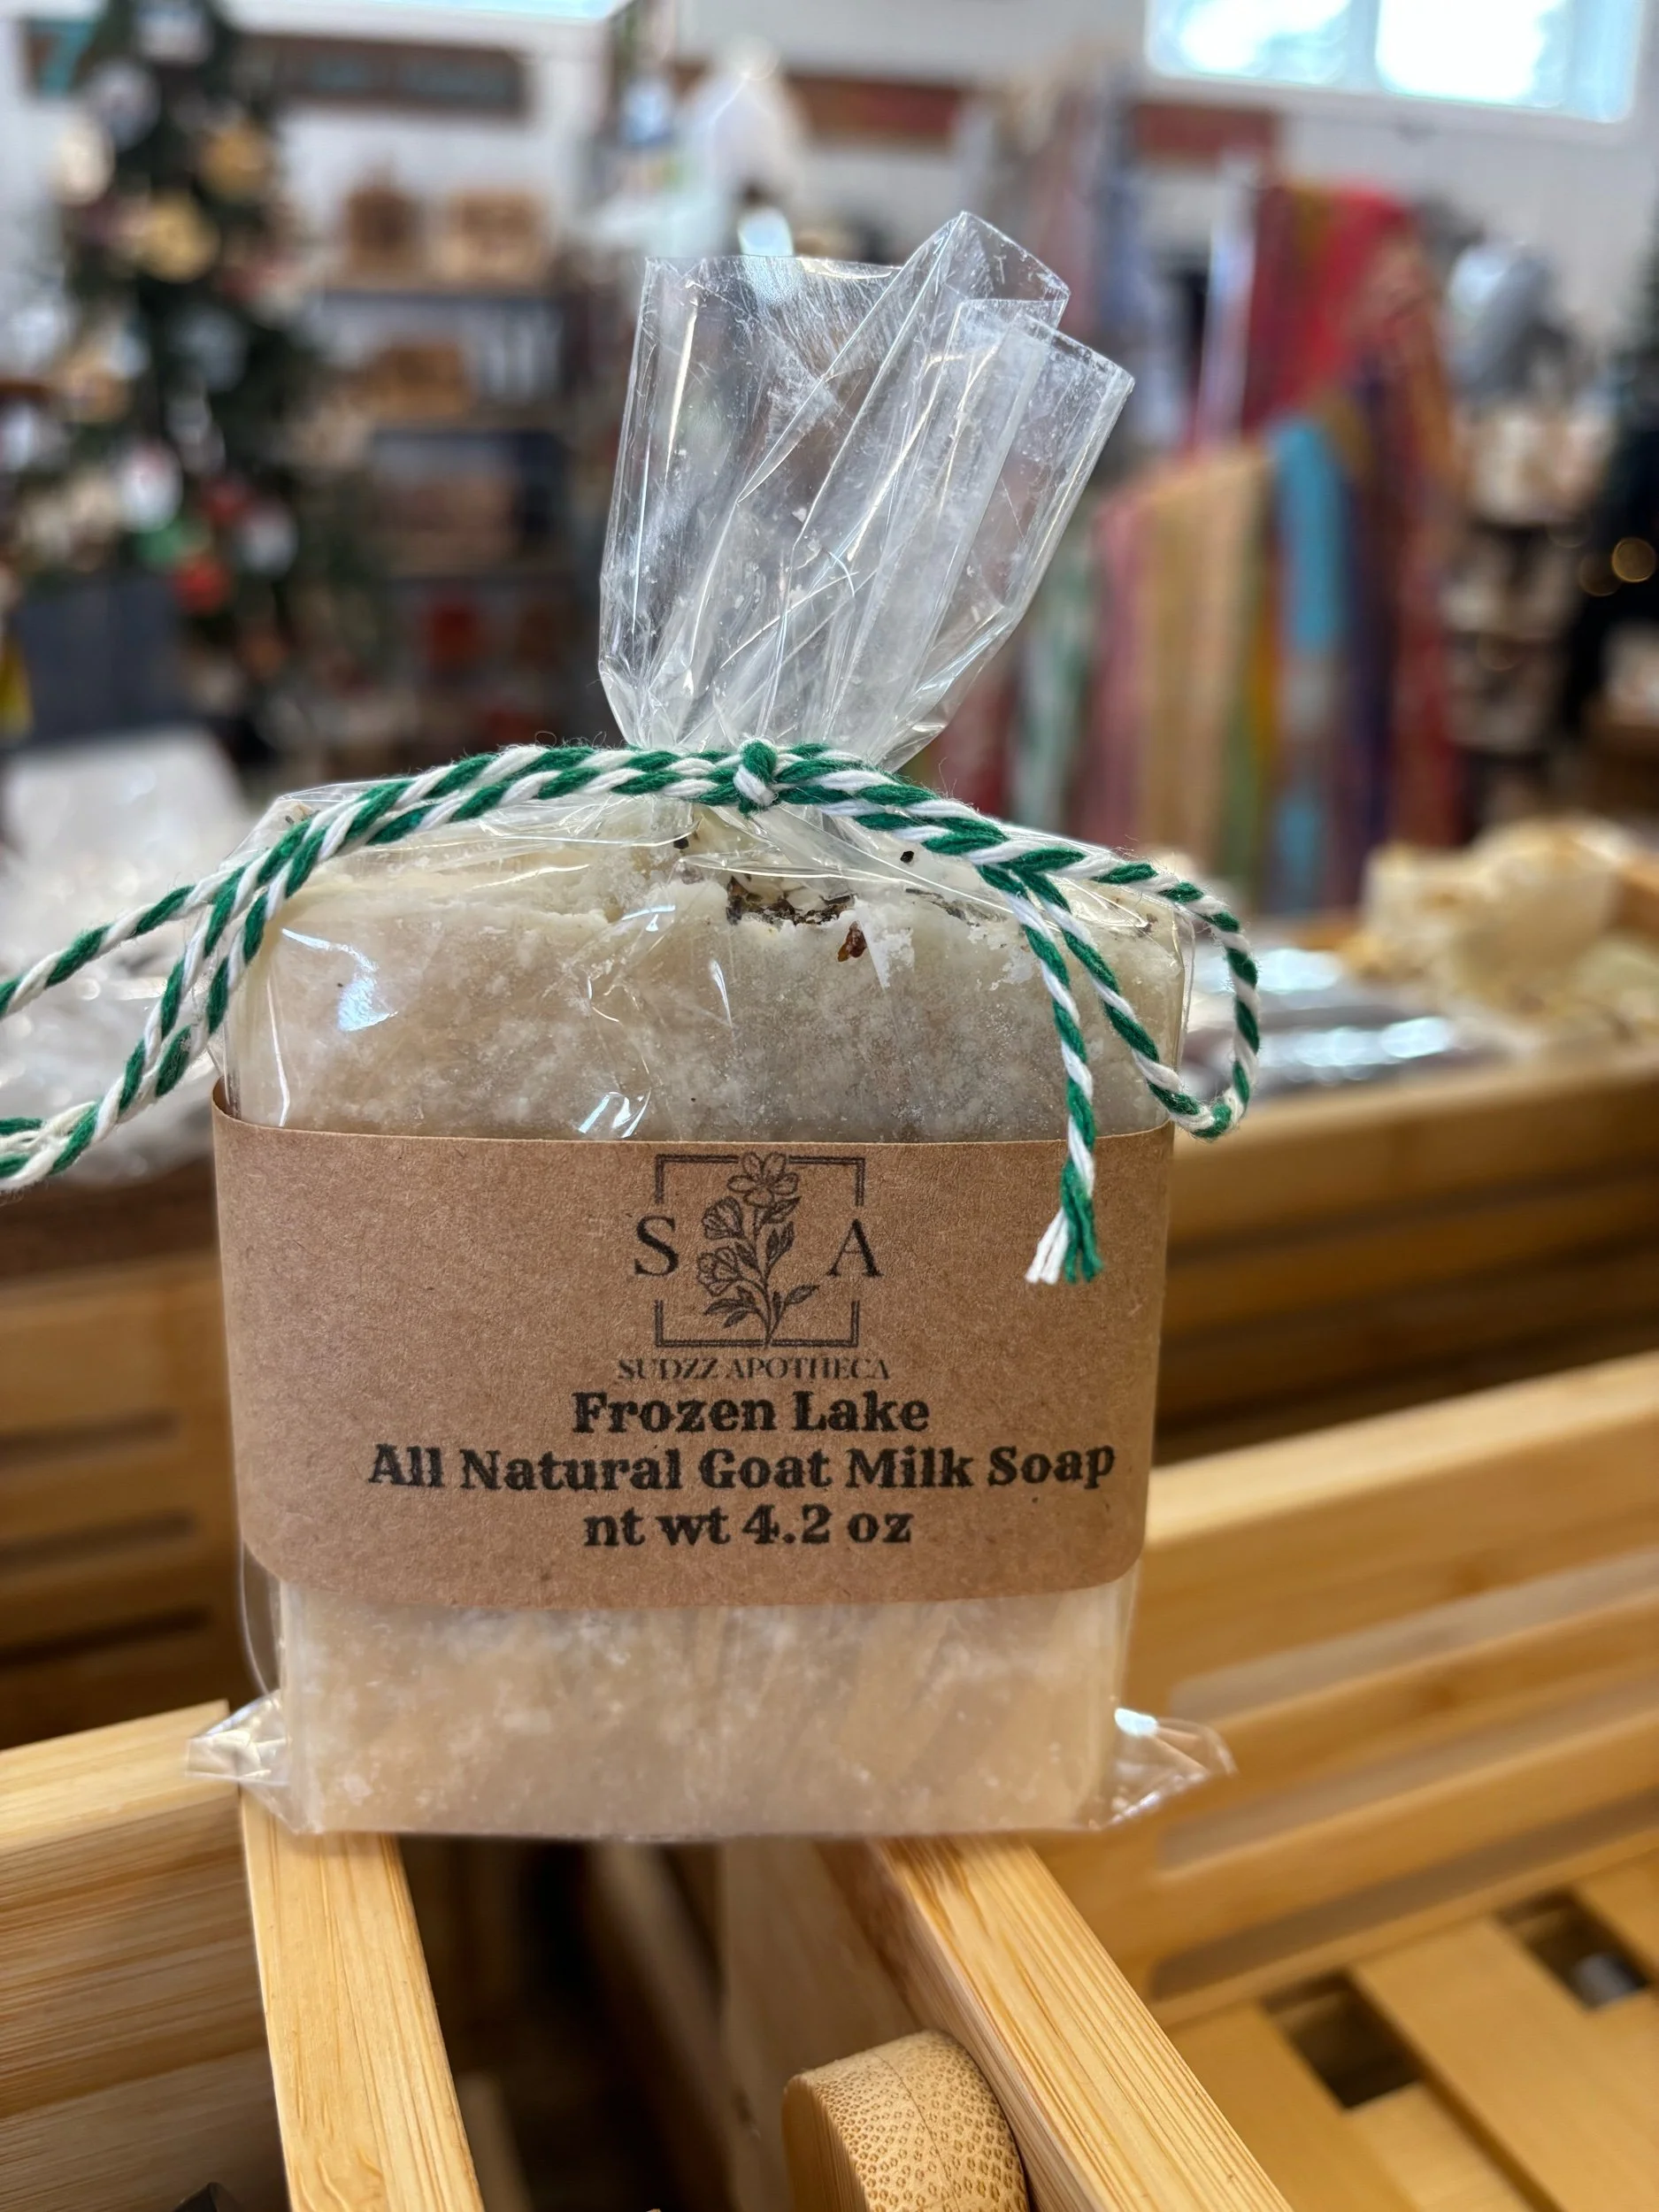 S A
SUDZZ APOTHECA
Frozen Lake
All Natural Goat Milk Soap
nt wt 4.2 oz